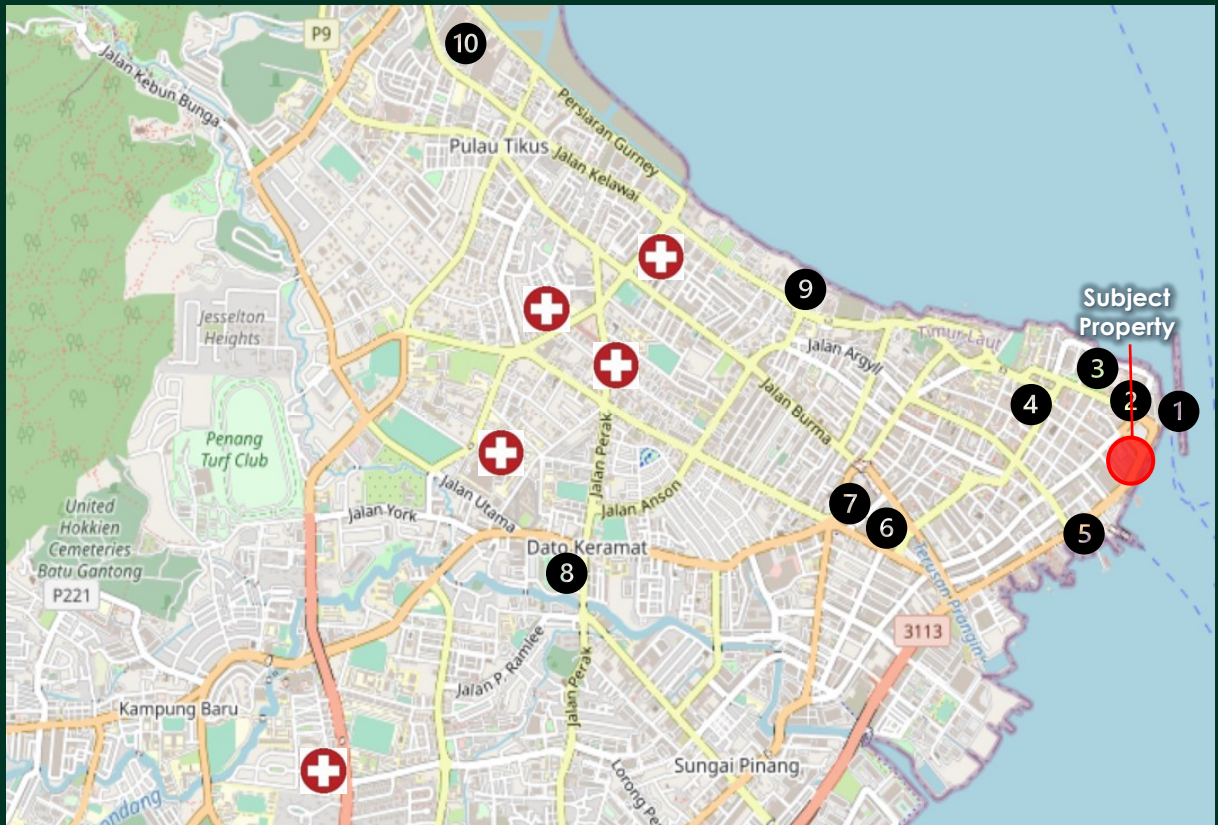 P9
10
Jalan Kebun Bunga
Persiaran Gurney
Pulau Tikus
Jalan Kelawai
9
Subject
Property
Jesselton
Heights
Timur Laut
Jalan Argyll
3
2
1
4
Jalan Burma
Penang
Turf Club
Jalan Perak
Jalan Utama
Jalan Anson
7
6
5
United
Hokkien
Cemeteries
Batu Gantong
Jalan York
Dato Keramat
8
Terusan Prangin
P221
3113
Jalan P. Ramlee
Jalan Perak
Kampung Baru
Sungai Pinang